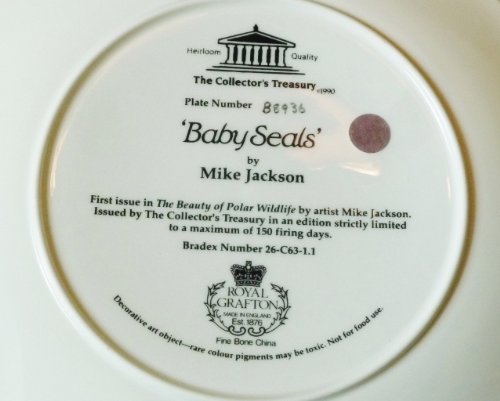 Heirloom Quality
The Collector's Treasury ©1990
Plate Number B8936
'Baby Seals'
by
Mike Jackson
First issue in The Beauty of Polar Wildlife by artist Mike Jackson.
Issued by The Collector's Treasury in an edition strictly limited
to a maximum of 150 firing days.
Bradex Number 26-C63-1.1
ROYAL
GRAFTON
MADE IN ENGLAND
Est. 1876
Fine Bone China
Decorative art object—rare colour pigments may be toxic. Not for food use.